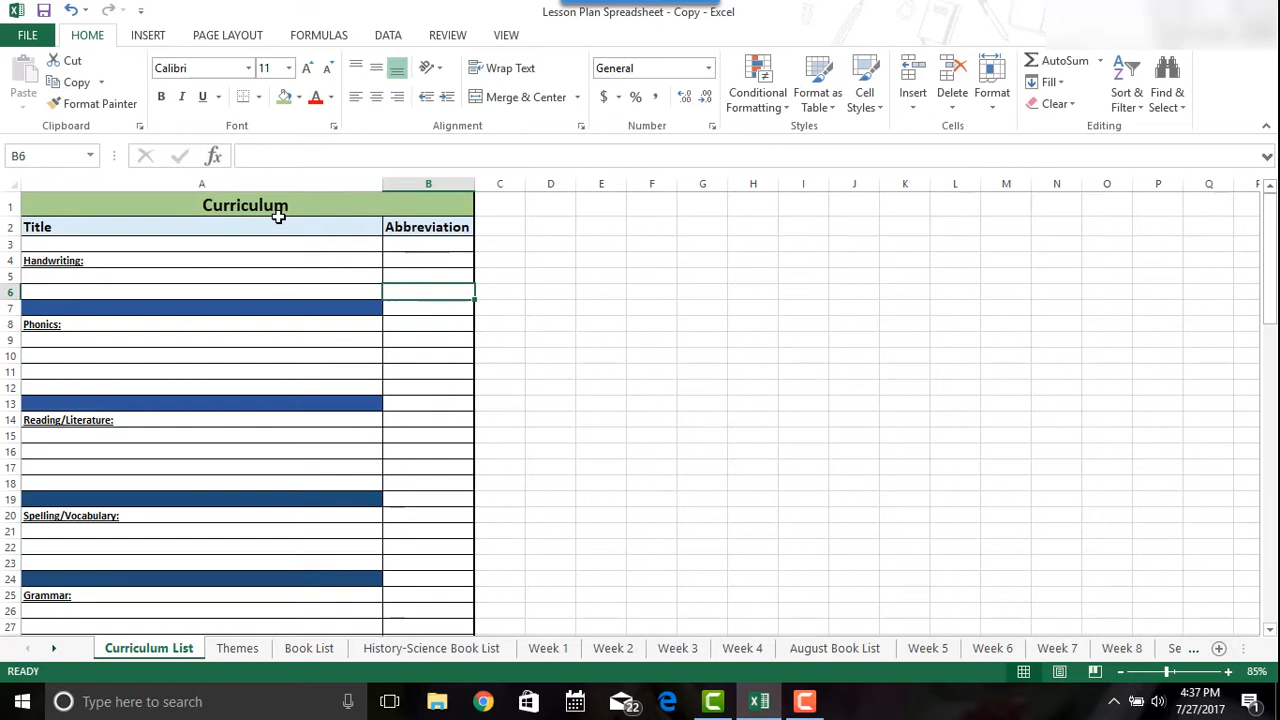 Lesson Plan Spreadsheet - Copy - Excel
FILE HOME INSERT PAGE LAYOUT FORMULAS DATA REVIEW VIEW
Paste
Cut
Copy
Format Painter
Clipboard
Calibri 11
B I U
Font
Wrap Text
Merge & Center
Alignment
General
$ % ,
Number
Conditional Formatting
Format as Table
Cell Styles
Styles
Insert
Delete
Format
Cells
AutoSum
Fill
Clear
Sort & Filter
Find & Select
Editing
B6
fx
A B C D E F G H I J K L M N O P Q
1 Curriculum
2 Title Abbreviation
3
4 Handwriting:
5
6
7
8 Phonics:
9
10
11
12
13
14 Reading/Literature:
15
16
17
18
19
20 Spelling/Vocabulary:
21
22
23
24
25 Grammar:
26
27
Curriculum List Themes Book List History-Science Book List Week 1 Week 2 Week 3 Week 4 August Book List Week 5 Week 6 Week 7 Week 8 Se ...
READY 85%
Type here to search
22
4:37 PM
7/27/2017
1